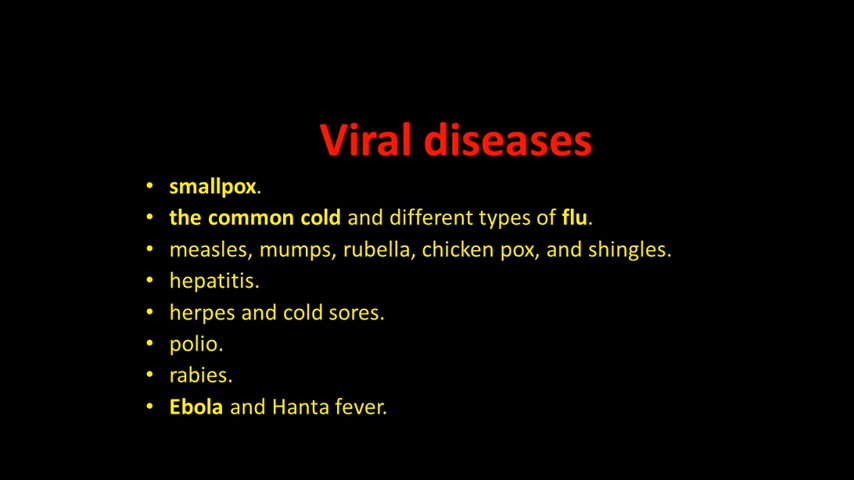 Viral diseases
• smallpox.
• the common cold and different types of flu.
• measles, mumps, rubella, chicken pox, and shingles.
• hepatitis.
• herpes and cold sores.
• polio.
• rabies.
• Ebola and Hanta fever.